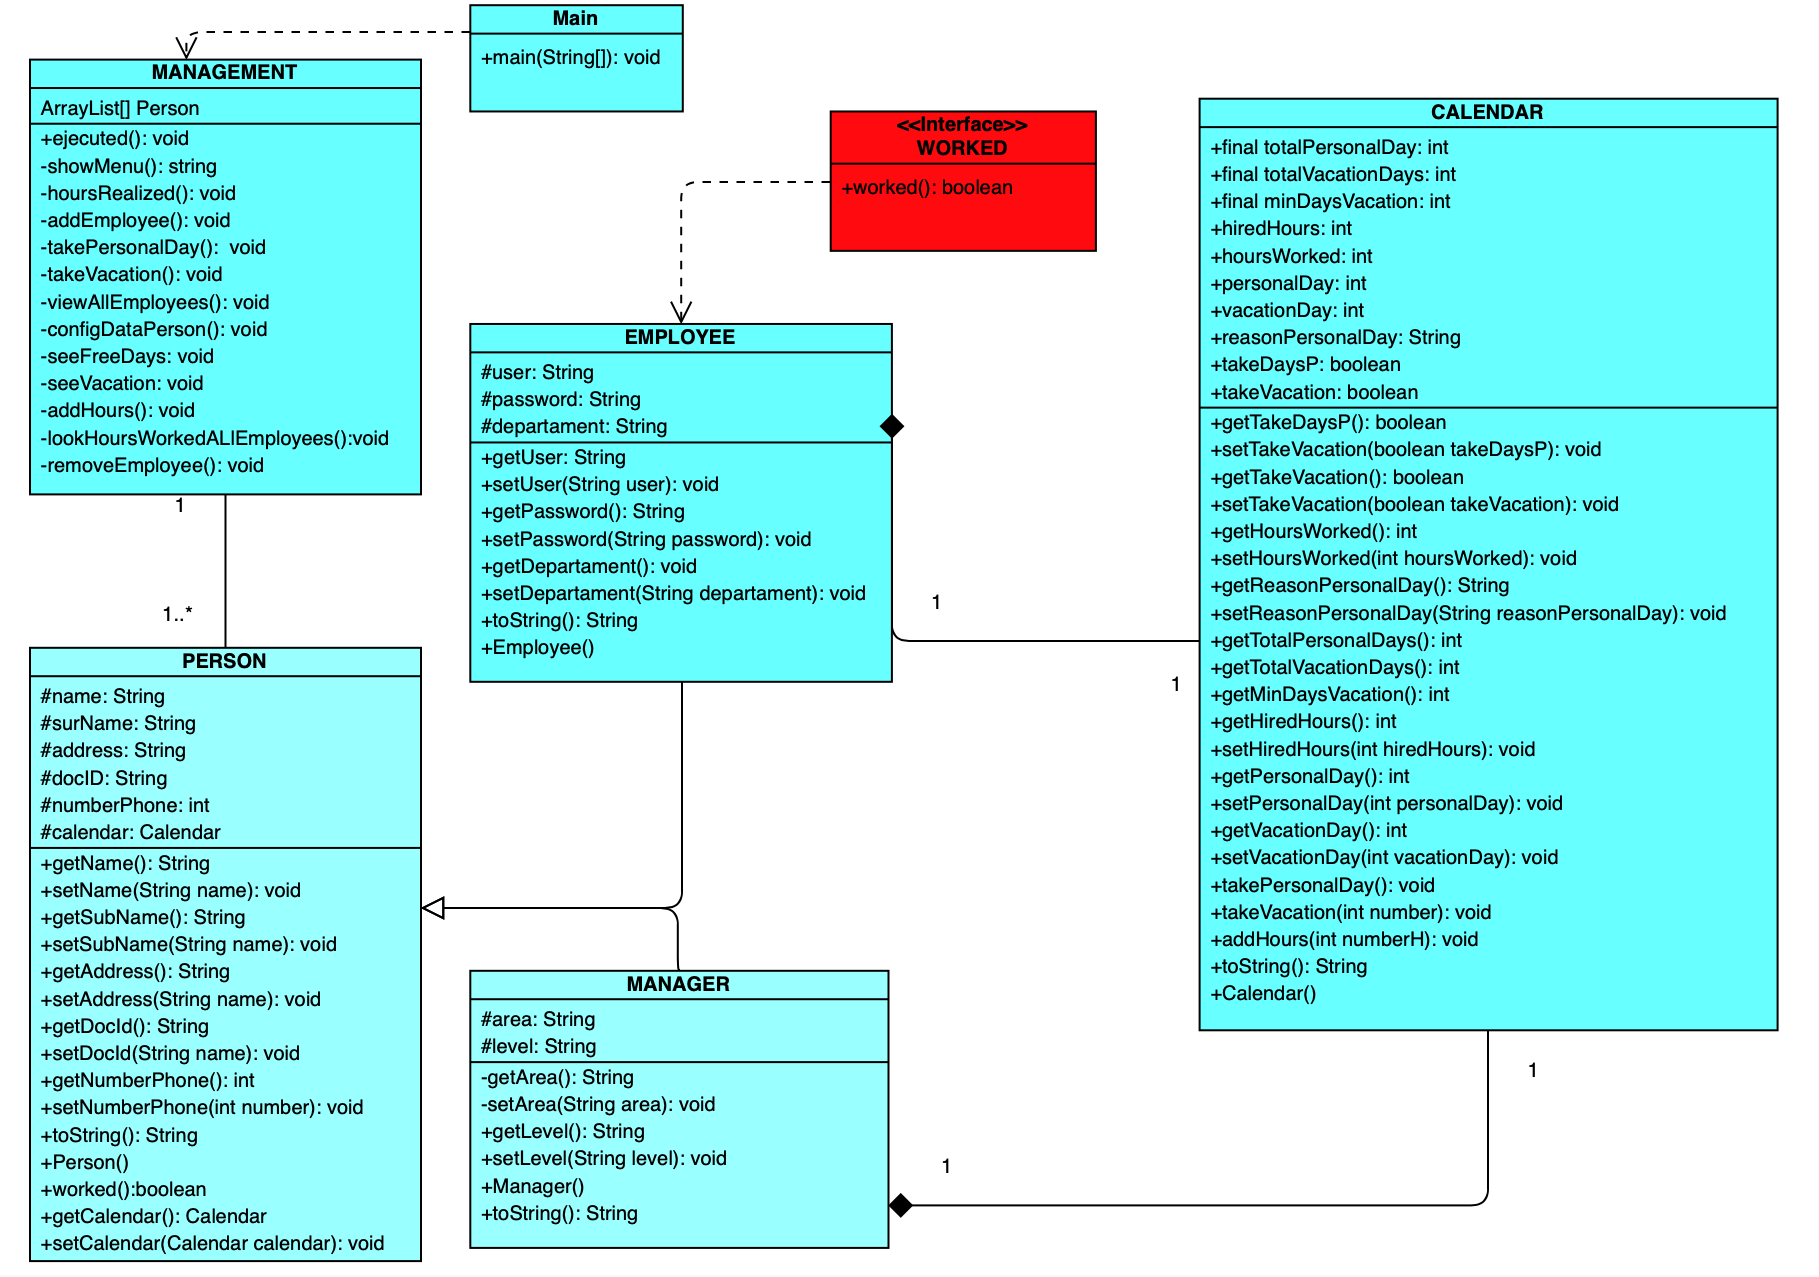 Main
+main(String[]): void
MANAGEMENT
ArrayList[] Person
+ejecuted(): void
-showMenu(): string
-hoursRealized(): void
-addEmployee(): void
-takePersonalDay():  void
-takeVacation(): void
-viewAllEmployees(): void
-configDataPerson(): void
-seeFreeDays: void
-seeVacation: void
-addHours(): void
-lookHoursWorkedALlEmployees():void
-removeEmployee(): void
1
1..*
<<Interface>>
WORKED
+worked(): boolean
EMPLOYEE
#user: String
#password: String
#departament: String
+getUser: String
+setUser(String user): void
+getPassword(): String
+setPassword(String password): void
+getDepartament(): void
+setDepartament(String departament): void
+toString(): String
+Employee()
1
1
CALENDAR
+final totalPersonalDay: int
+final totalVacationDays: int
+final minDaysVacation: int
+hiredHours: int
+hoursWorked: int
+personalDay: int
+vacationDay: int
+reasonPersonalDay: String
+takeDaysP: boolean
+takeVacation: boolean
+getTakeDaysP(): boolean
+setTakeVacation(boolean takeDaysP): void
+getTakeVacation(): boolean
+setTakeVacation(boolean takeVacation): void
+getHoursWorked(): int
+setHoursWorked(int hoursWorked): void
+getReasonPersonalDay(): String
+setReasonPersonalDay(String reasonPersonalDay): void
+getTotalPersonalDays(): int
+getTotalVacationDays(): int
+getMinDaysVacation(): int
+getHiredHours(): int
+setHiredHours(int hiredHours): void
+getPersonalDay(): int
+setPersonalDay(int personalDay): void
+getVacationDay(): int
+setVacationDay(int vacationDay): void
+takePersonalDay(): void
+takeVacation(int number): void
+addHours(int numberH): void
+toString(): String
+Calendar()
1
1
PERSON
#name: String
#surName: String
#address: String
#docID: String
#numberPhone: int
#calendar: Calendar
+getName(): String
+setName(String name): void
+getSubName(): String
+setSubName(String name): void
+getAddress(): String
+setAddress(String name): void
+getDocId(): String
+setDocId(String name): void
+getNumberPhone(): int
+setNumberPhone(int number): void
+toString(): String
+Person()
+worked():boolean
+getCalendar(): Calendar
+setCalendar(Calendar calendar): void
MANAGER
#area: String
#level: String
-getArea(): String
-setArea(String area): void
+getLevel(): String
+setLevel(String level): void
+Manager()
+toString(): String